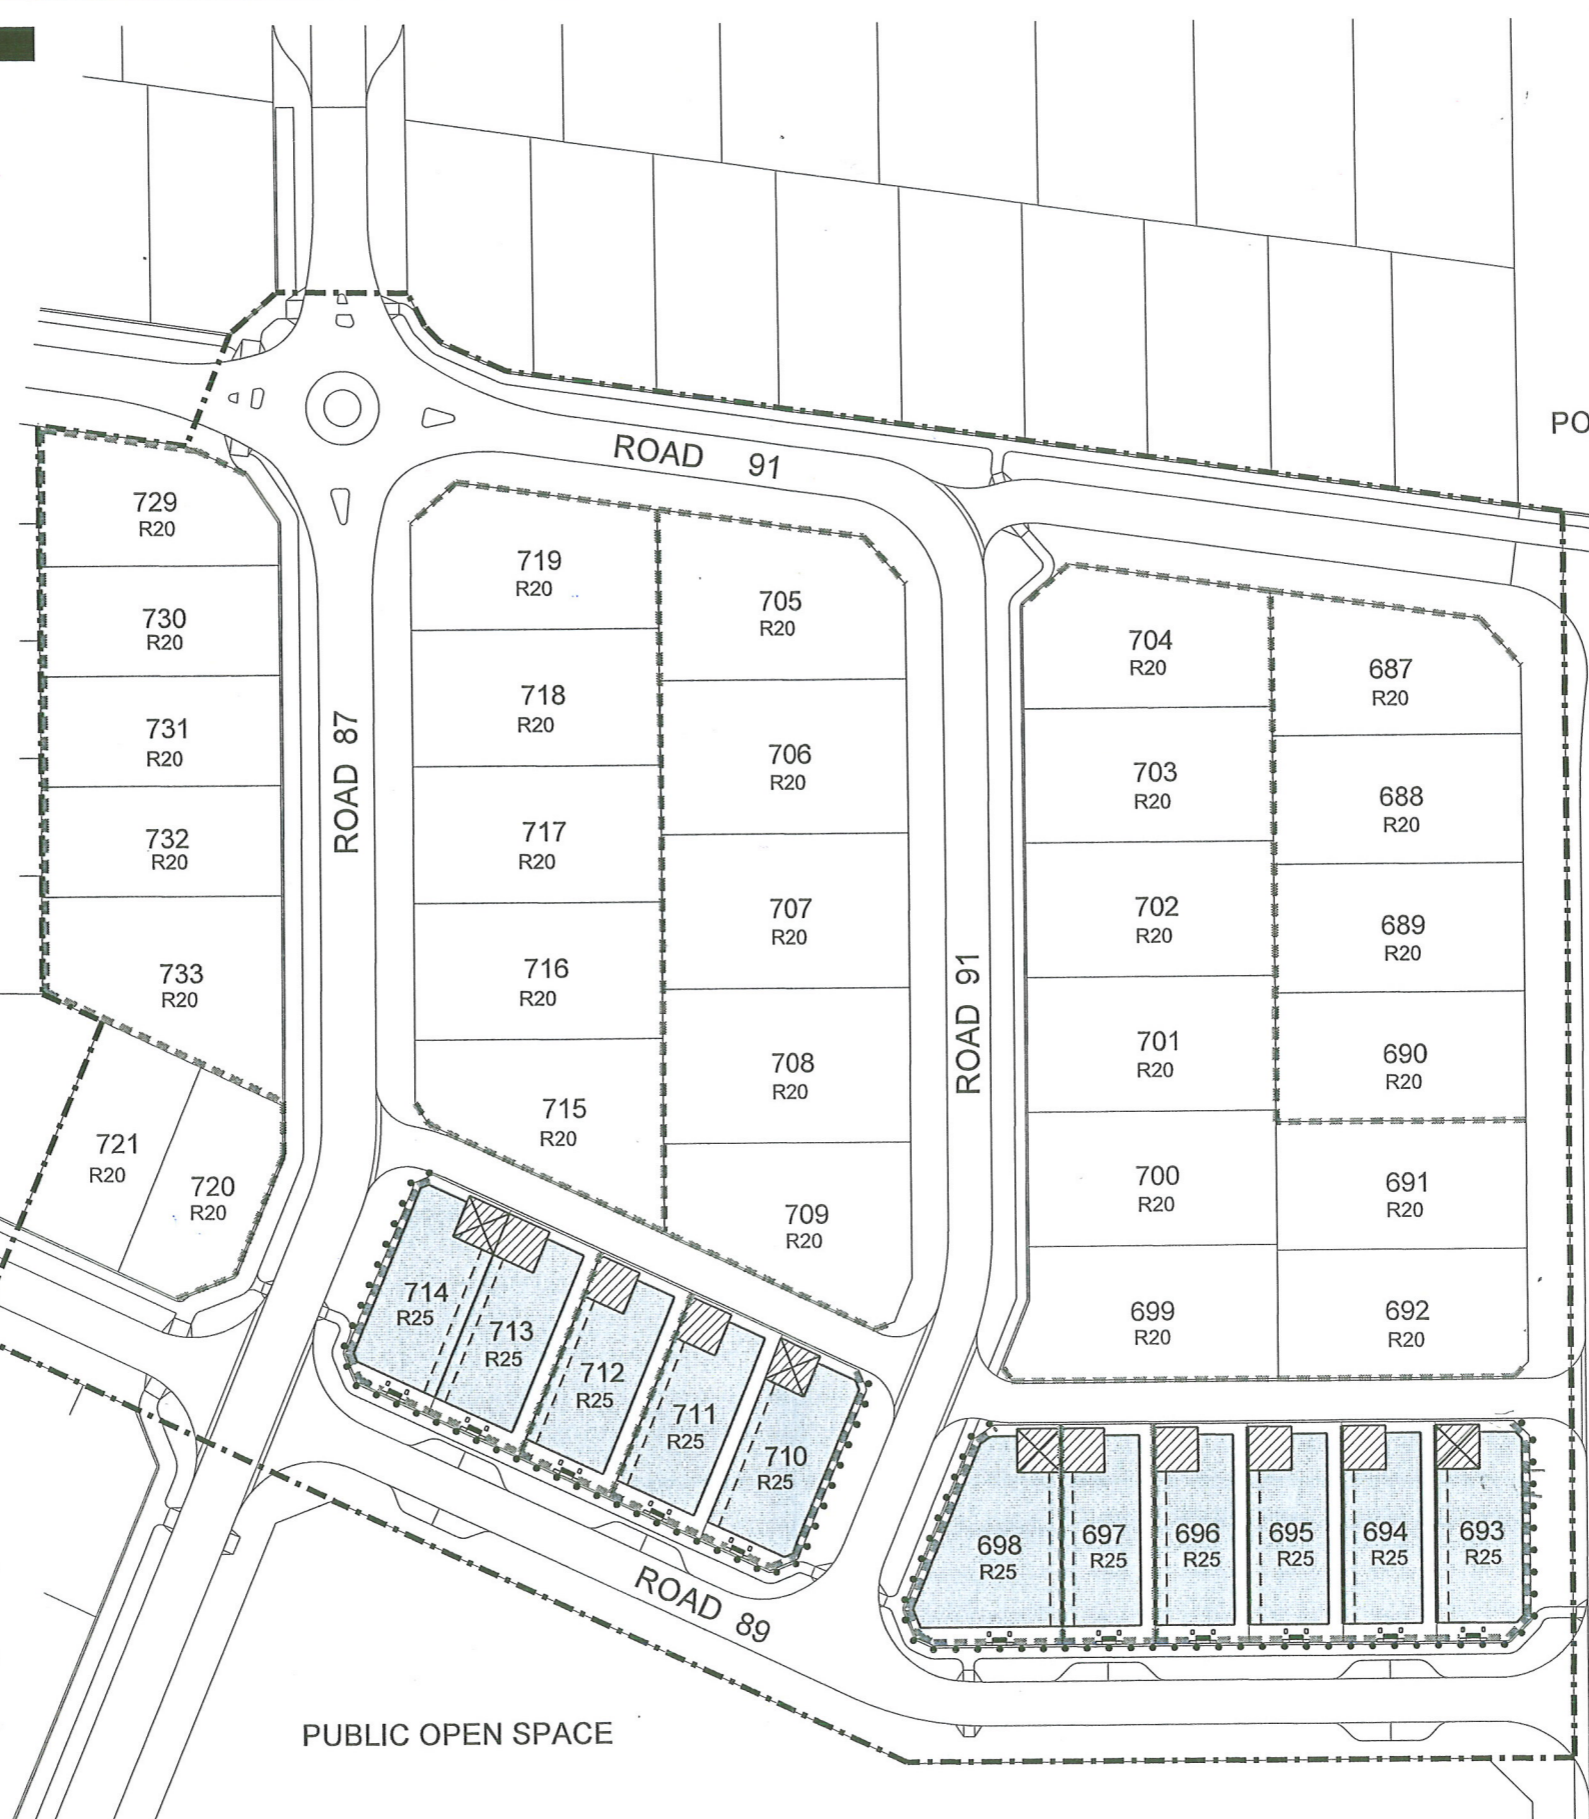 PO
ROAD 91
729
R20
730
R20
731
R20
732
R20
733
R20
721
R20
720
R20
ROAD 87
719
R20
718
R20
717
R20
716
R20
715
R20
705
R20
706
R20
707
R20
708
R20
709
R20
ROAD 91
704
R20
703
R20
702
R20
701
R20
700
R20
699
R20
687
R20
688
R20
689
R20
690
R20
691
R20
692
R20
714
R25
713
R25
712
R25
711
R25
710
R25
698
R25
697
R25
696
R25
695
R25
694
R25
693
R25
ROAD 89
PUBLIC OPEN SPACE